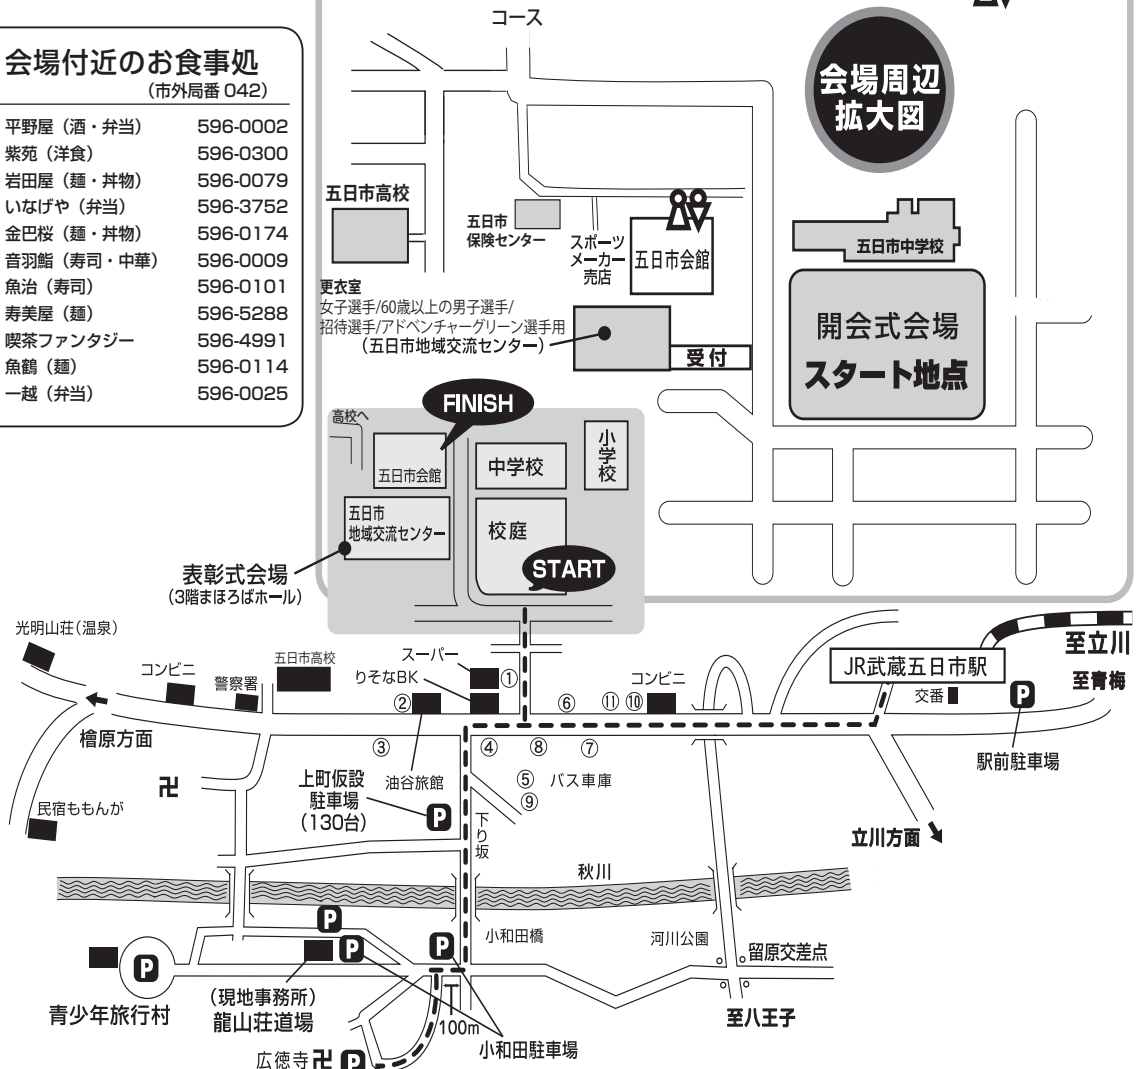 会場付近のお食事処
（市外局番 042）
平野屋（酒・弁当） 596-0002
紫苑（洋食） 596-0300
岩田屋（麺・丼物） 596-0079
いなげや（弁当） 596-3752
金巴桜（麺・丼物） 596-0174
音羽鮨（寿司・中華） 596-0009
魚治（寿司） 596-0101
寿美屋（麺） 596-5288
喫茶ファンタジー 596-4991
魚鶴（麺） 596-0114
一越（弁当） 596-0025
コース
会場周辺
拡大図
五日市高校
五日市
保険センター
スポーツ
メーカー
売店
五日市会館
五日市中学校
更衣室
女子選手/60歳以上の男子選手/
招待選手/アドベンチャーグリーン選手用
（五日市地域交流センター）
受付
開会式会場
スタート地点
高校へ
FINISH
五日市会館
中学校
小学校
五日市
地域交流センター
校庭
START
表彰式会場
（3階まほろばホール）
光明山荘（温泉）
コンビニ
警察署
五日市高校
スーパー
りそなBK
①
②
⑥
⑪
⑩
コンビニ
JR武蔵五日市駅
至立川
至青梅
交番
P
駅前駐車場
檜原方面
③
④
⑧
⑦
⑤
⑨
バス車庫
油谷旅館
上町仮設
駐車場
（130台）
P
下り坂
卍
民宿ももんが
立川方面
秋川
小和田橋
河川公園
留原交差点
至八王子
P
P
P
P
青少年旅行村
（現地事務所）
龍山荘道場
100m
小和田駐車場
広徳寺
卍
P